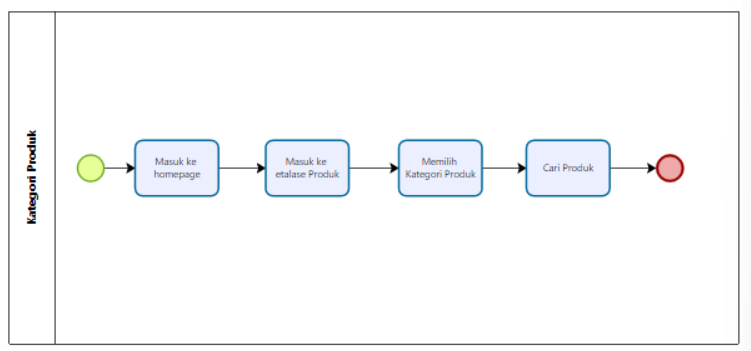 Kategori Produk
Masuk ke
homepage
Masuk ke
etalase Produk
Memilih
Kategori Produk
Cari Produk